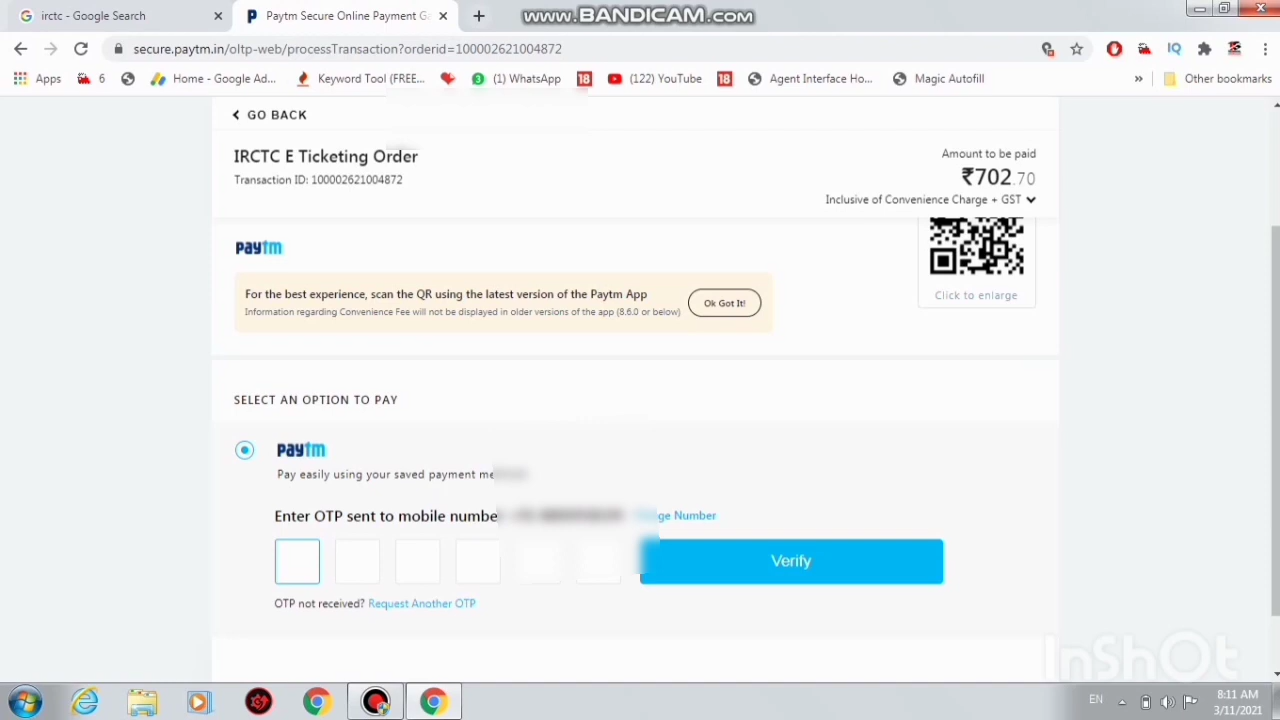 irctc - Google Search
Paytm Secure Online Payment Ga
www.BANDICAM.com
secure.paytm.in/oltp-web/processTransaction?orderid=100002621004872
IQ
Apps
6
Home - Google Ad...
Keyword Tool (FREE...
3
(1) WhatsApp
18
(122) YouTube
18
Agent Interface Ho...
Magic Autofill
»
Other bookmarks
GO BACK
IRCTC E Ticketing Order
Transaction ID: 100002621004872
Amount to be paid
₹702.70
Inclusive of Convenience Charge + GST
paytm
For the best experience, scan the QR using the latest version of the Paytm App
Information regarding Convenience Fee will not be displayed in older versions of the app (8.6.0 or below)
Ok Got It!
Click to enlarge
SELECT AN OPTION TO PAY
paytm
Pay easily using your saved payment
Enter OTP sent to mobile
Number
Verify
OTP not received? Request Another OTP
InShOt
EN
8:11 AM
3/11/2021